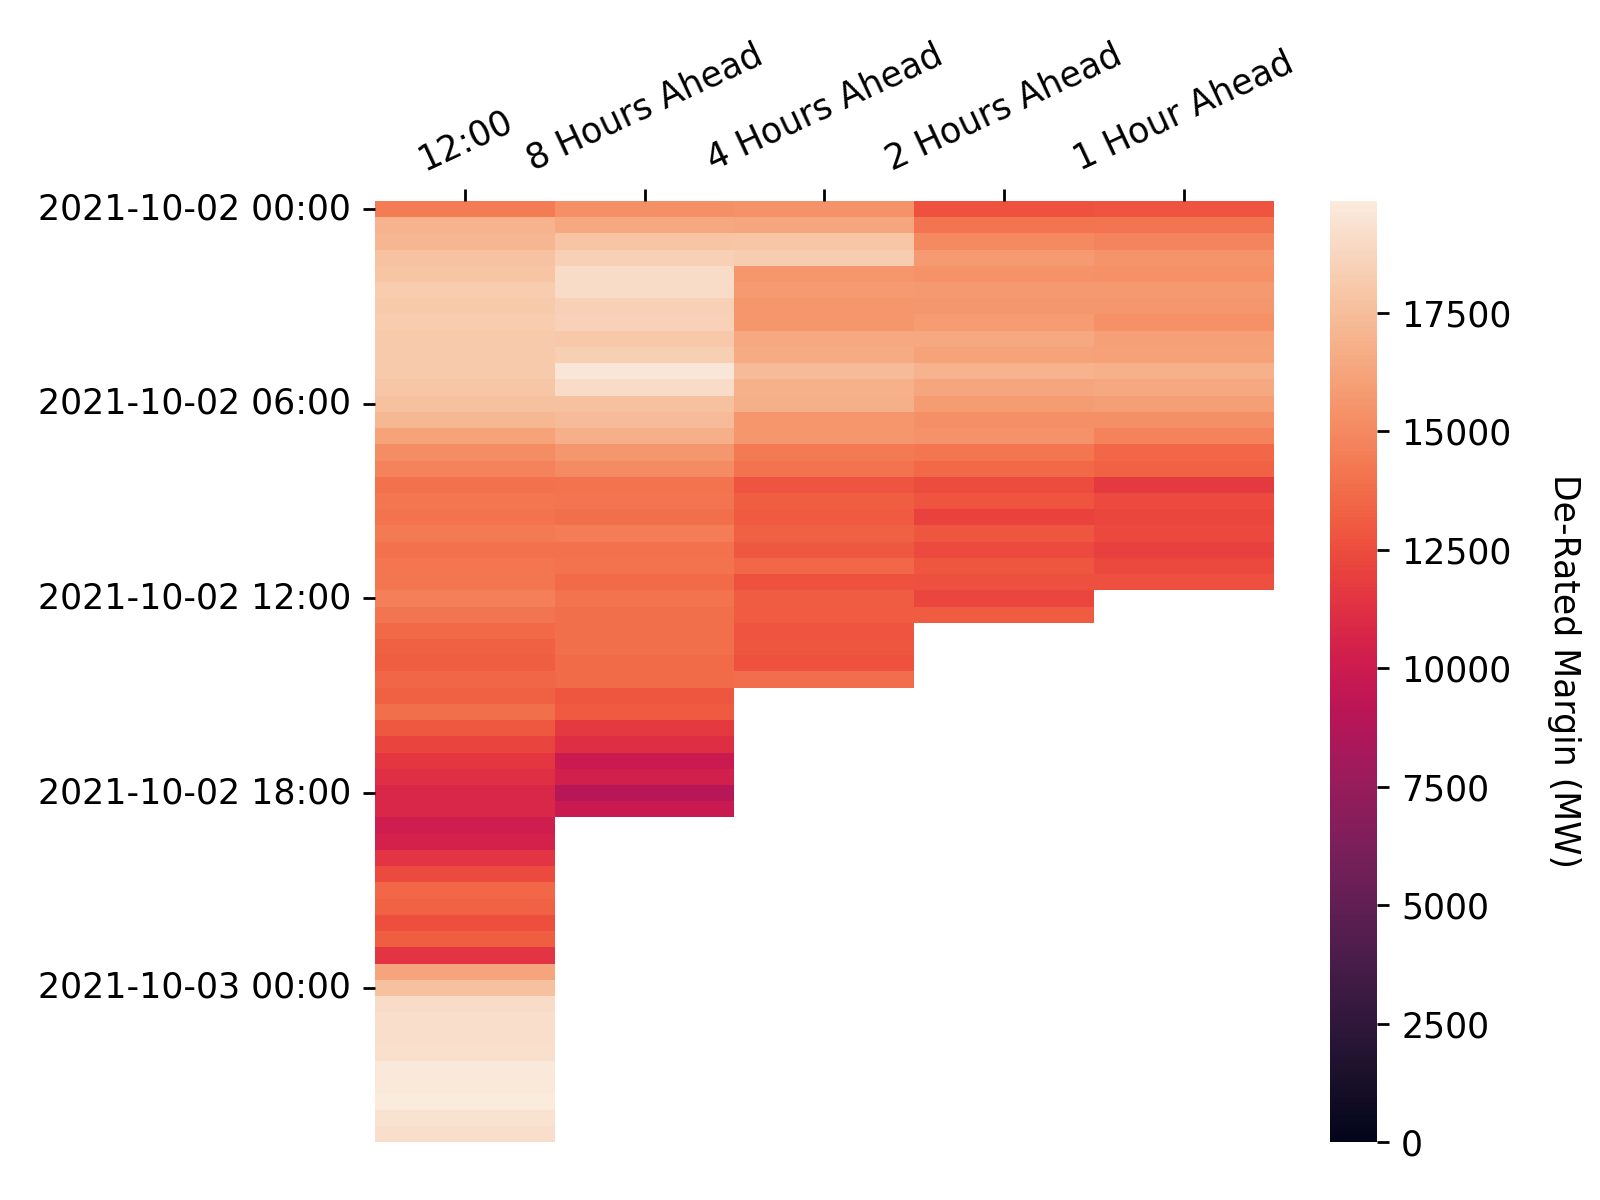 12:00
8 Hours Ahead
4 Hours Ahead
2 Hours Ahead
1 Hour Ahead
2021-10-02 00:00
2021-10-02 06:00
2021-10-02 12:00
2021-10-02 18:00
2021-10-03 00:00
17500
15000
12500
10000
7500
5000
2500
0
De-Rated Margin (MW)